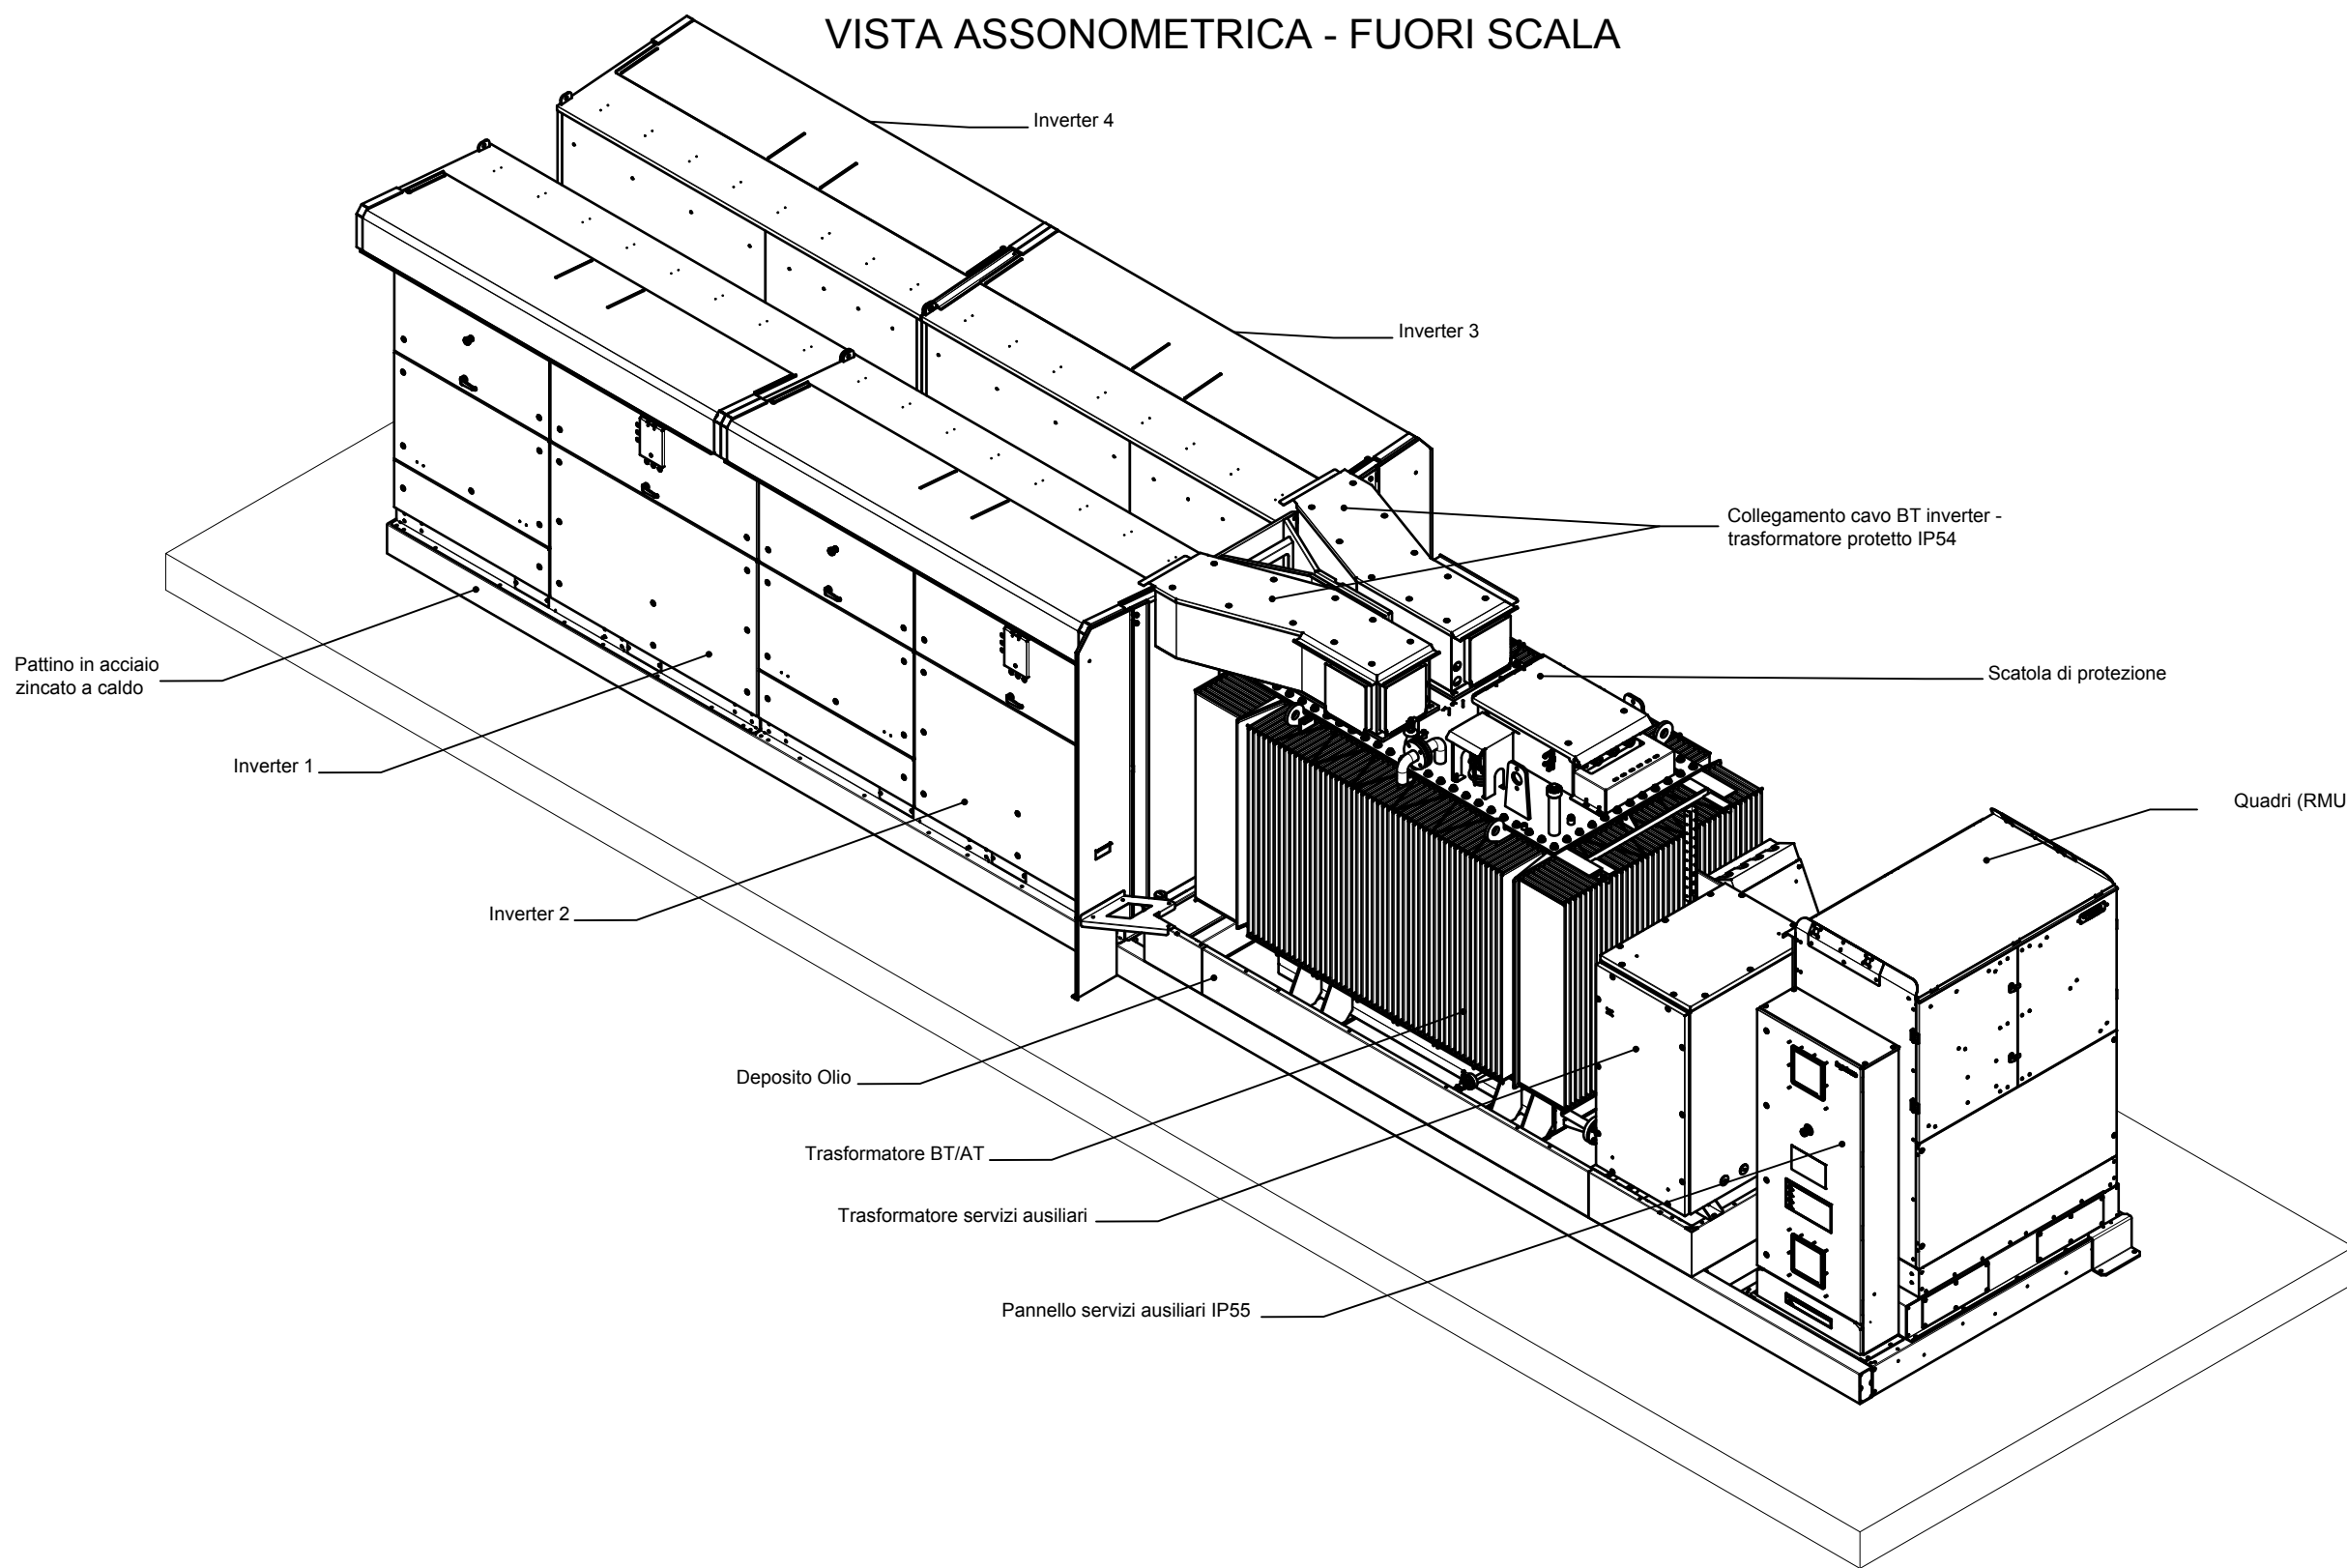 VISTA ASSONOMETRICA - FUORI SCALA
Inverter 4
Inverter 3
Collegamento cavo BT inverter -
trasformatore protetto IP54
Pattino in acciaio
zincato a caldo
Scatola di protezione
Inverter 1
Quadri (RMU
Inverter 2
Deposito Olio
Trasformatore BT/AT
Trasformatore servizi ausiliari
Pannello servizi ausiliari IP55